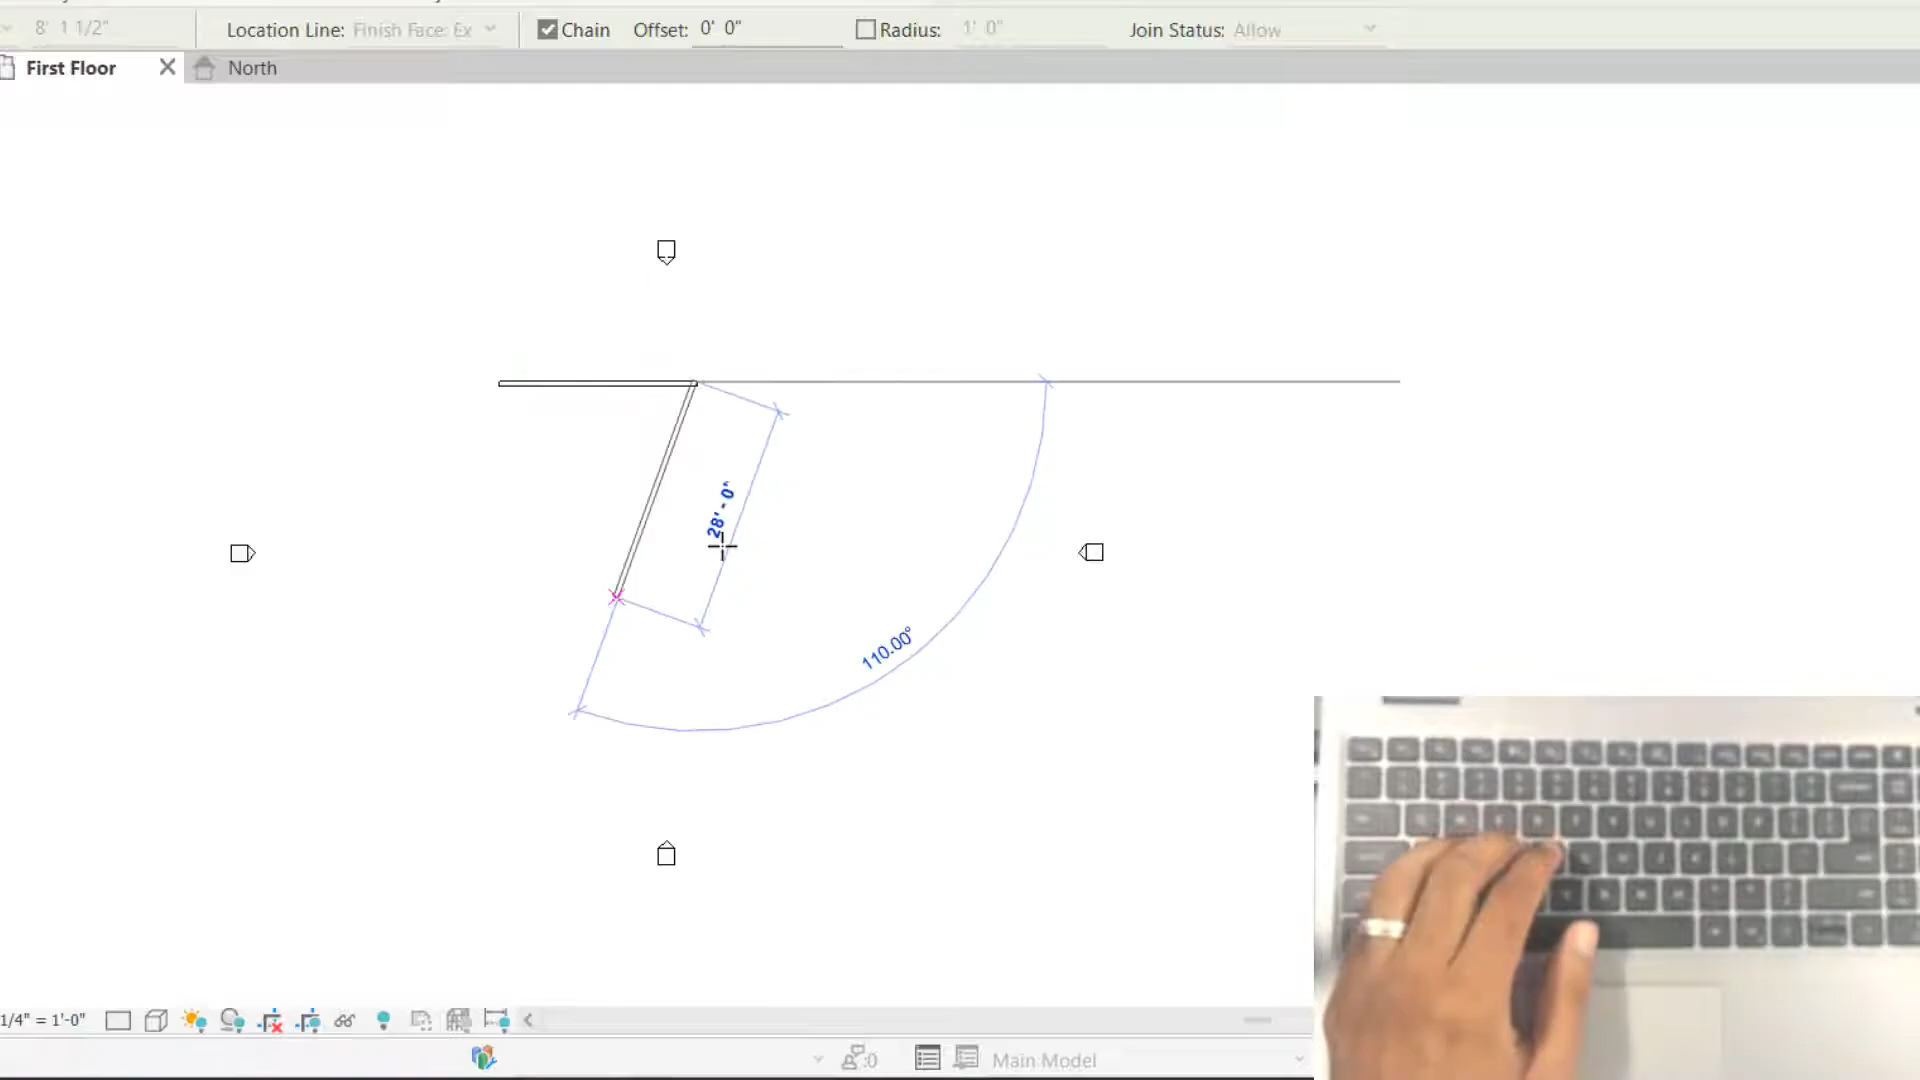 8' 1 1/2" Location Line: Finish Face: Ex Chain Offset: 0' 0" Radius: 1' 0" Join Status: Allow
First Floor North
28' - 0"
110.00°
1/4" = 1'-0"
:0 Main Model